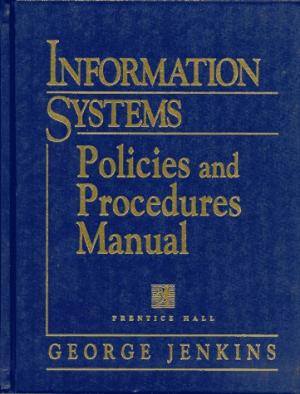 INFORMATION
SYSTEMS
Policies and
Procedures
Manual
PRENTICE HALL
GEORGE JENKINS